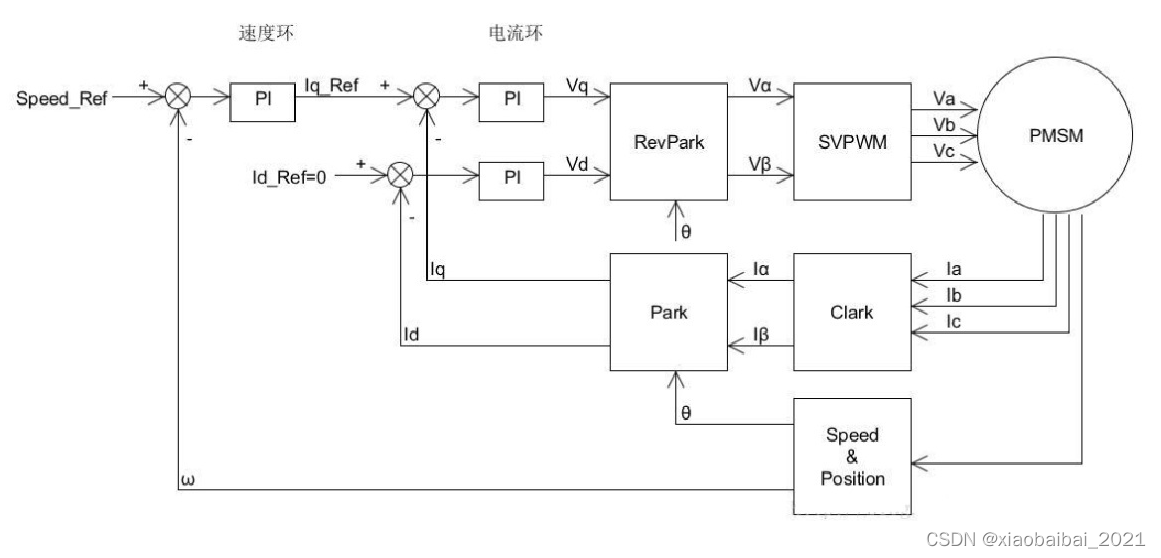 速度环
电流环
Speed_Ref
+
-
PI
Iq_Ref
+
-
PI
Vq
RevPark
Vα
SVPWM
Va
Vb
Vc
PMSM
Id_Ref=0
+
-
PI
Vd
Vβ
θ
Iq
Park
Iα
Clark
Ia
Ib
Ic
Id
Iβ
θ
Speed
&
Position
ω
CSDN @xiaobaibai_2021